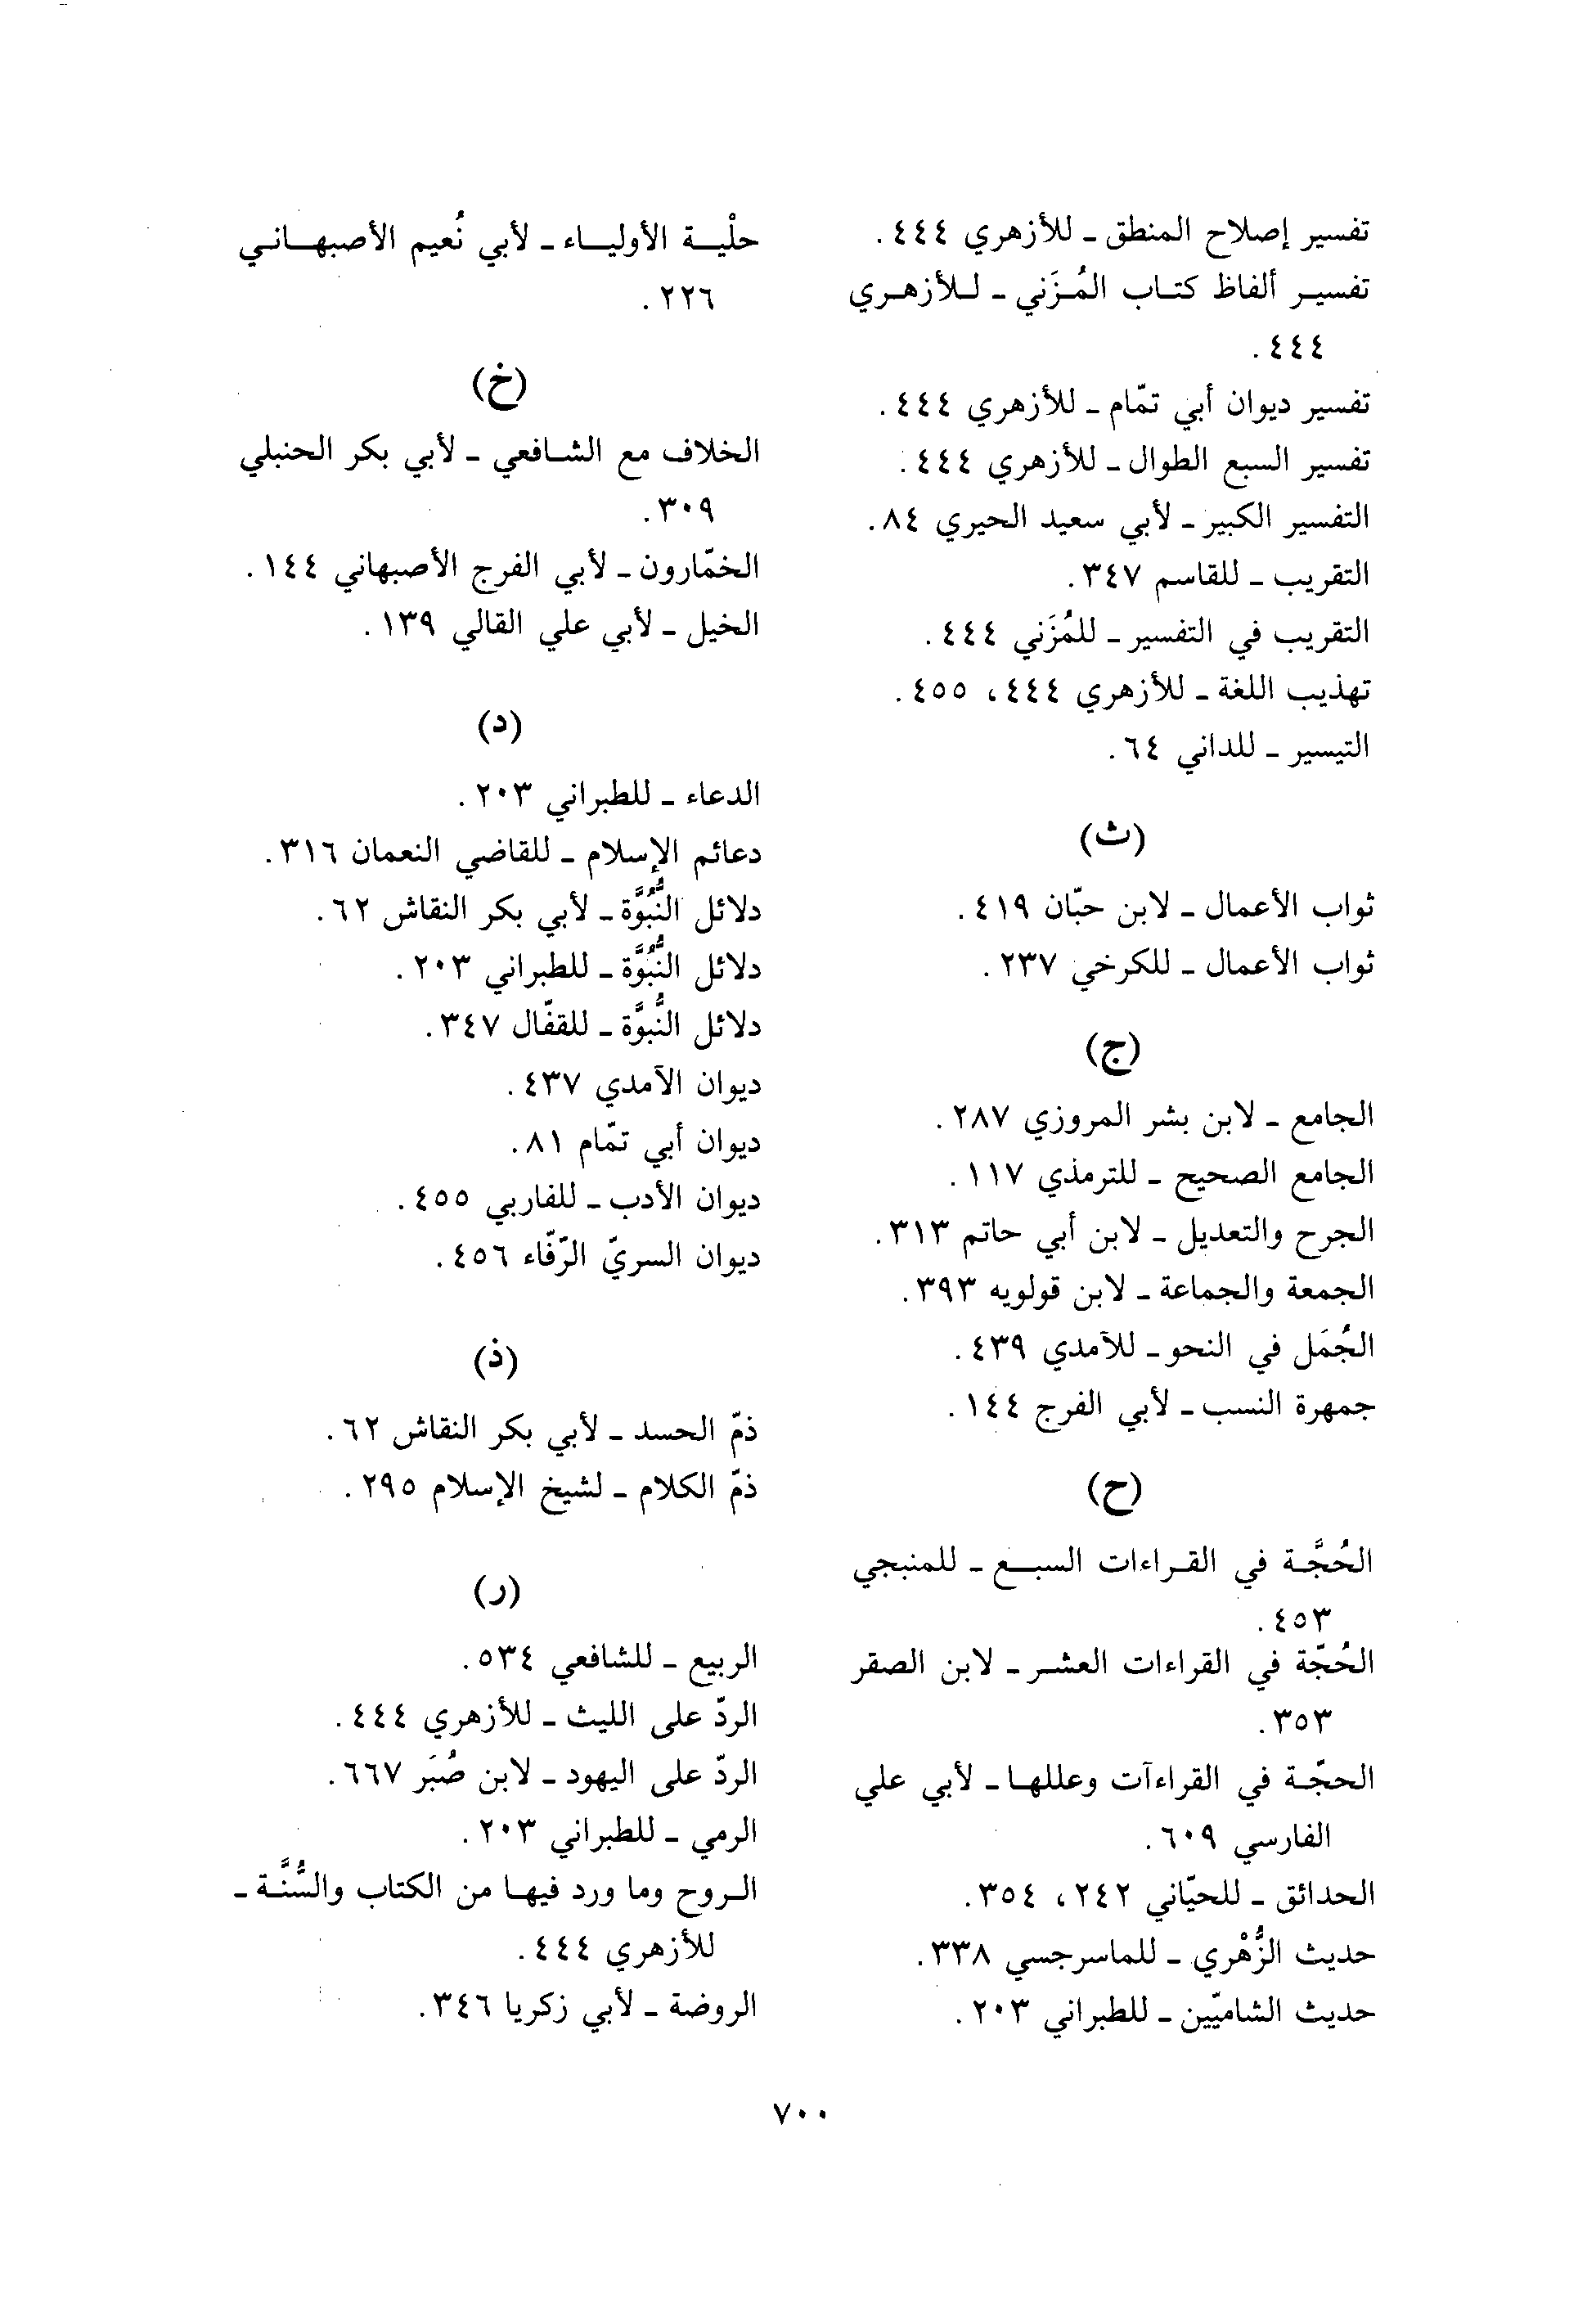 تفسير إصلاح المنطق ـ للأزهري ٤٤٤.
تفسير ألفاظ كتاب المُزَني ـ للأزهري
٤٤٤.
تفسير ديوان أبي تمّام ـ للأزهري ٤٤٤.
تفسير السبع الطوال ـ للأزهري ٤٤٤.
التفسير الكبير ـ لأبي سعيد الحيري ٨٤.
التقريب ـ للقاسم ٣٤٧.
التقريب في التفسير ـ للمُزَني ٤٤٤.
تهذيب اللغة ـ للأزهري ٤٤٤، ٤٥٥.
التيسير ـ للداني ٦٤.
(ث)
ثواب الأعمال ـ لابن حبّان ٤١٩.
ثواب الأعمال ـ للكرخي ٢٣٧.
(ج)
الجامع ـ لابن بشر المروزي ٢٨٧.
الجامع الصحيح ـ للترمذي ١١٧.
الجرح والتعديل ـ لابن أبي حاتم ٣١٣.
الجمعة والجماعة ـ لابن قولويه ٣٩٣.
الجُمَل في النحو ـ للآمدي ٤٣٩.
جمهرة النسب ـ لأبي الفرج ١٤٤.
(ح)
الحُجَّة في القراءات السبع ـ للمنبجي
٤٥٣.
الحُجّة في القراءات العشر ـ لابن الصقر
٣٥٣.
الحجّة في القراءآت وعللها ـ لأبي علي
الفارسي ٦٠٩.
الحدائق ـ للحيّاني ٢٤٢، ٣٥٤.
حديث الزُّهْري ـ للماسرجسي ٣٣٨.
حديث الشاميّين ـ للطبراني ٢٠٣.
حلْية الأولياء ـ لأبي نُعيم الأصبهاني
٢٢٦.
(خ)
الخلاف مع الشافعي ـ لأبي بكر الحنبلي
٣٠٩.
الخمّارون ـ لأبي الفرج الأصبهاني ١٤٤.
الخيل ـ لأبي علي القالي ١٣٩.
(د)
الدعاء ـ للطبراني ٢٠٣.
دعائم الإسلام ـ للقاضي النعمان ٣١٦.
دلائل النُّبُوَّة ـ لأبي بكر النقاش ٦٢.
دلائل النُّبُوَّة ـ للطبراني ٢٠٣.
دلائل النُّبوَّة ـ للقفّال ٣٤٧.
ديوان الآمدي ٤٣٧.
ديوان أبي تمّام ٨١.
ديوان الأدب ـ للفاربي ٤٥٥.
ديوان السريّ الرّفّاء ٤٥٦.
(ذ)
ذمّ الحسد ـ لأبي بكر النقاش ٦٢.
ذمّ الكلام ـ لشيخ الإسلام ٢٩٥.
(ر)
الربيع ـ للشافعي ٥٣٤.
الردّ على الليث ـ للأزهري ٤٤٤.
الردّ على اليهود ـ لابن صُبَر ٦٦٧.
الرمي ـ للطبراني ٢٠٣.
الروح وما ورد فيها من الكتاب والسُّنَّة ـ
للأزهري ٤٤٤.
الروضة ـ لأبي زكريا ٣٤٦.
٧٠٠